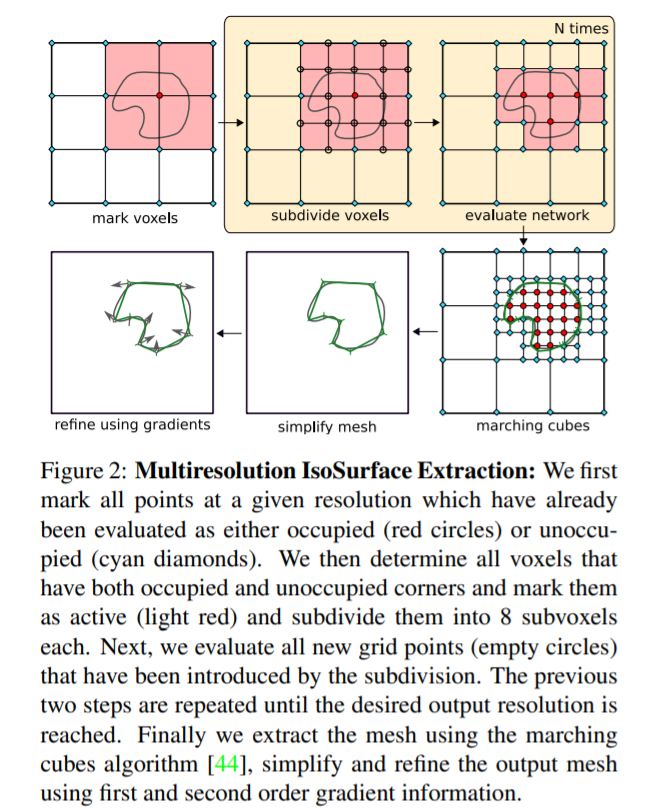 N times
mark voxels
subdivide voxels
evaluate network
refine using gradients
simplify mesh
marching cubes
Figure 2: Multiresolution IsoSurface Extraction: We first
mark all points at a given resolution which have already
been evaluated as either occupied (red circles) or unoccu-
pied (cyan diamonds). We then determine all voxels that
have both occupied and unoccupied corners and mark them
as active (light red) and subdivide them into 8 subvoxels
each. Next, we evaluate all new grid points (empty circles)
that have been introduced by the subdivision. The previous
two steps are repeated until the desired output resolution is
reached. Finally we extract the mesh using the marching
cubes algorithm [44], simplify and refine the output mesh
using first and second order gradient information.